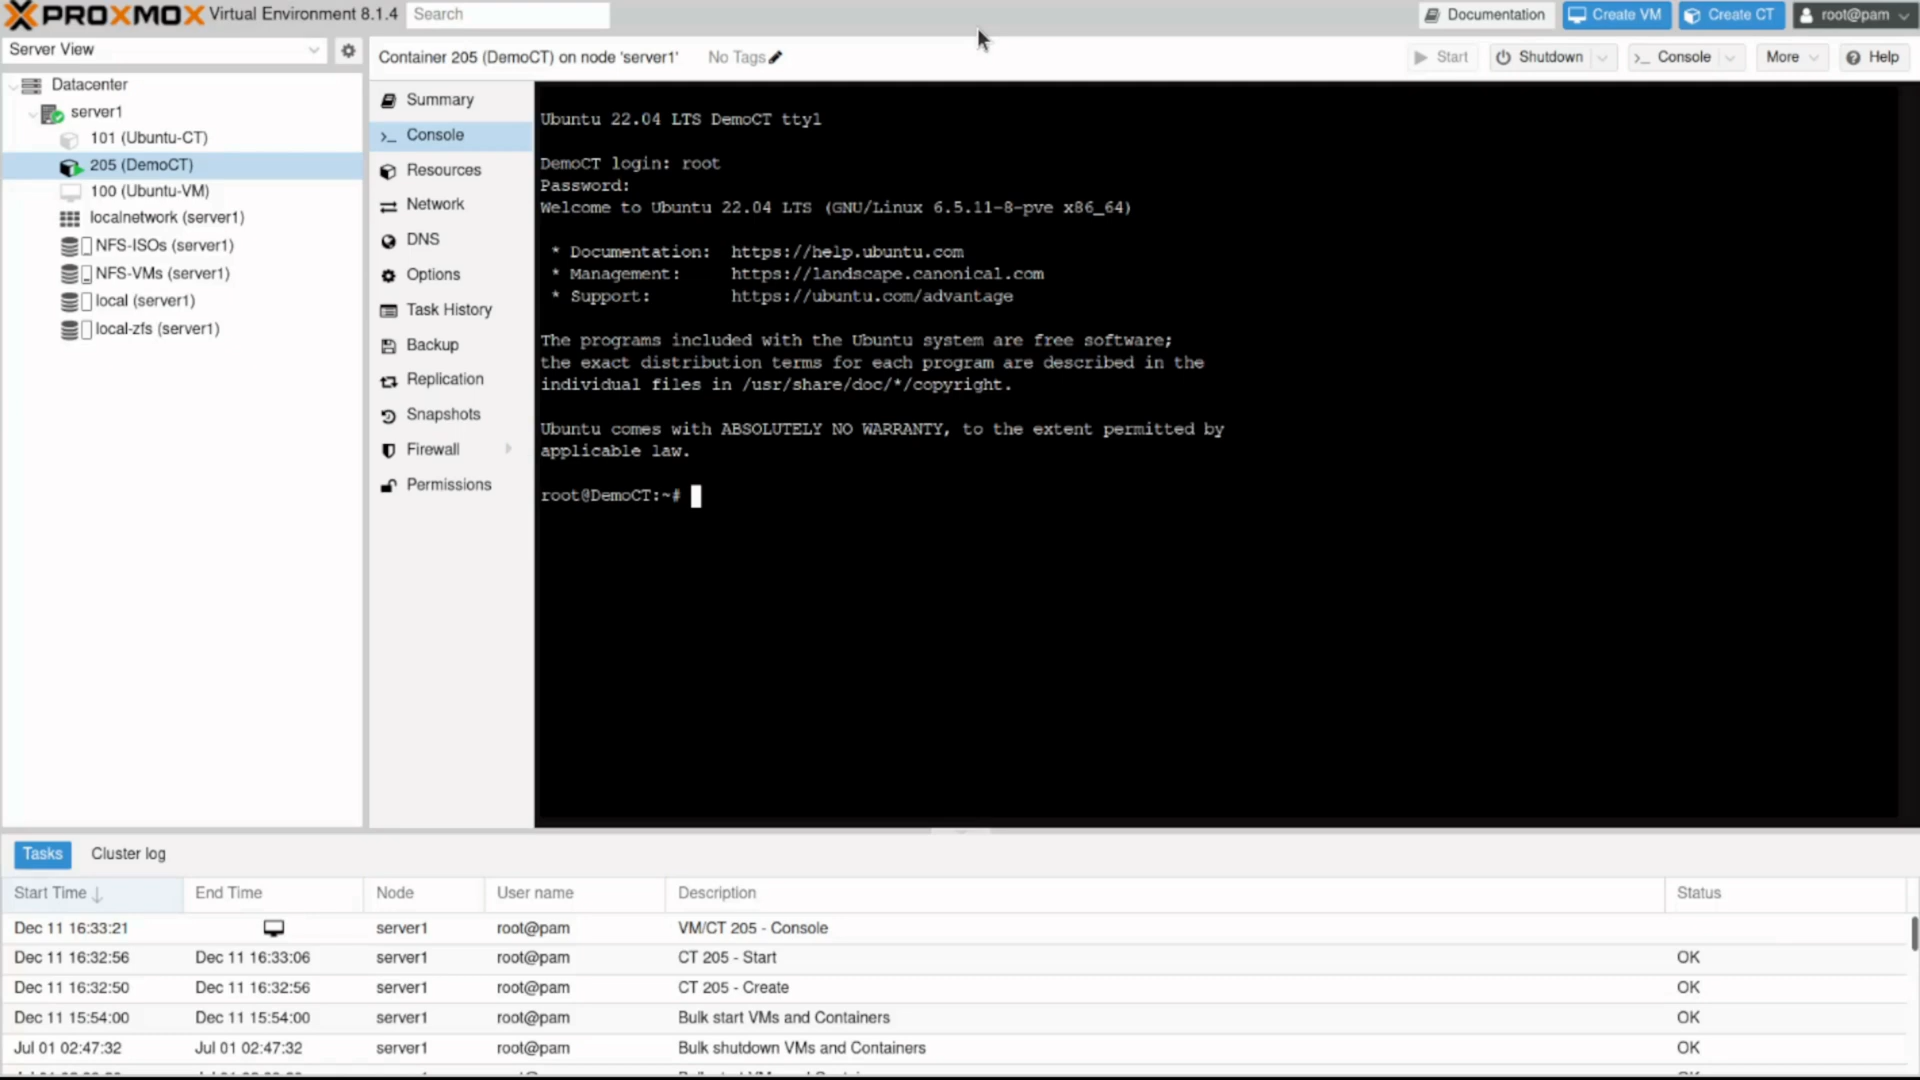 PROXMOX Virtual Environment 8.1.4 Search Documentation Create VM Create CT root@pam
Server View
Container 205 (DemoCT) on node 'server1' No Tags Start Shutdown Console More Help
Datacenter
server1
101 (Ubuntu-CT)
205 (DemoCT)
100 (Ubuntu-VM)
localnetwork (server1)
NFS-ISOs (server1)
NFS-VMs (server1)
local (server1)
local-zfs (server1)
Summary
Console
Resources
Network
DNS
Options
Task History
Backup
Replication
Snapshots
Firewall
Permissions
Ubuntu 22.04 LTS DemoCT tty1
DemoCT login: root
Password:
Welcome to Ubuntu 22.04 LTS (GNU/Linux 6.5.11-8-pve x86_64)
* Documentation: https://help.ubuntu.com
* Management: https://landscape.canonical.com
* Support: https://ubuntu.com/advantage
The programs included with the Ubuntu system are free software;
the exact distribution terms for each program are described in the
individual files in /usr/share/doc/*/copyright.
Ubuntu comes with ABSOLUTELY NO WARRANTY, to the extent permitted by
applicable law.
root@DemoCT:~#
Tasks Cluster log
Start Time End Time Node User name Description Status
Dec 11 16:33:21 server1 root@pam VM/CT 205 - Console
Dec 11 16:32:56 Dec 11 16:33:06 server1 root@pam CT 205 - Start OK
Dec 11 16:32:50 Dec 11 16:32:56 server1 root@pam CT 205 - Create OK
Dec 11 15:54:00 Dec 11 15:54:00 server1 root@pam Bulk start VMs and Containers OK
Jul 01 02:47:32 Jul 01 02:47:32 server1 root@pam Bulk shutdown VMs and Containers OK